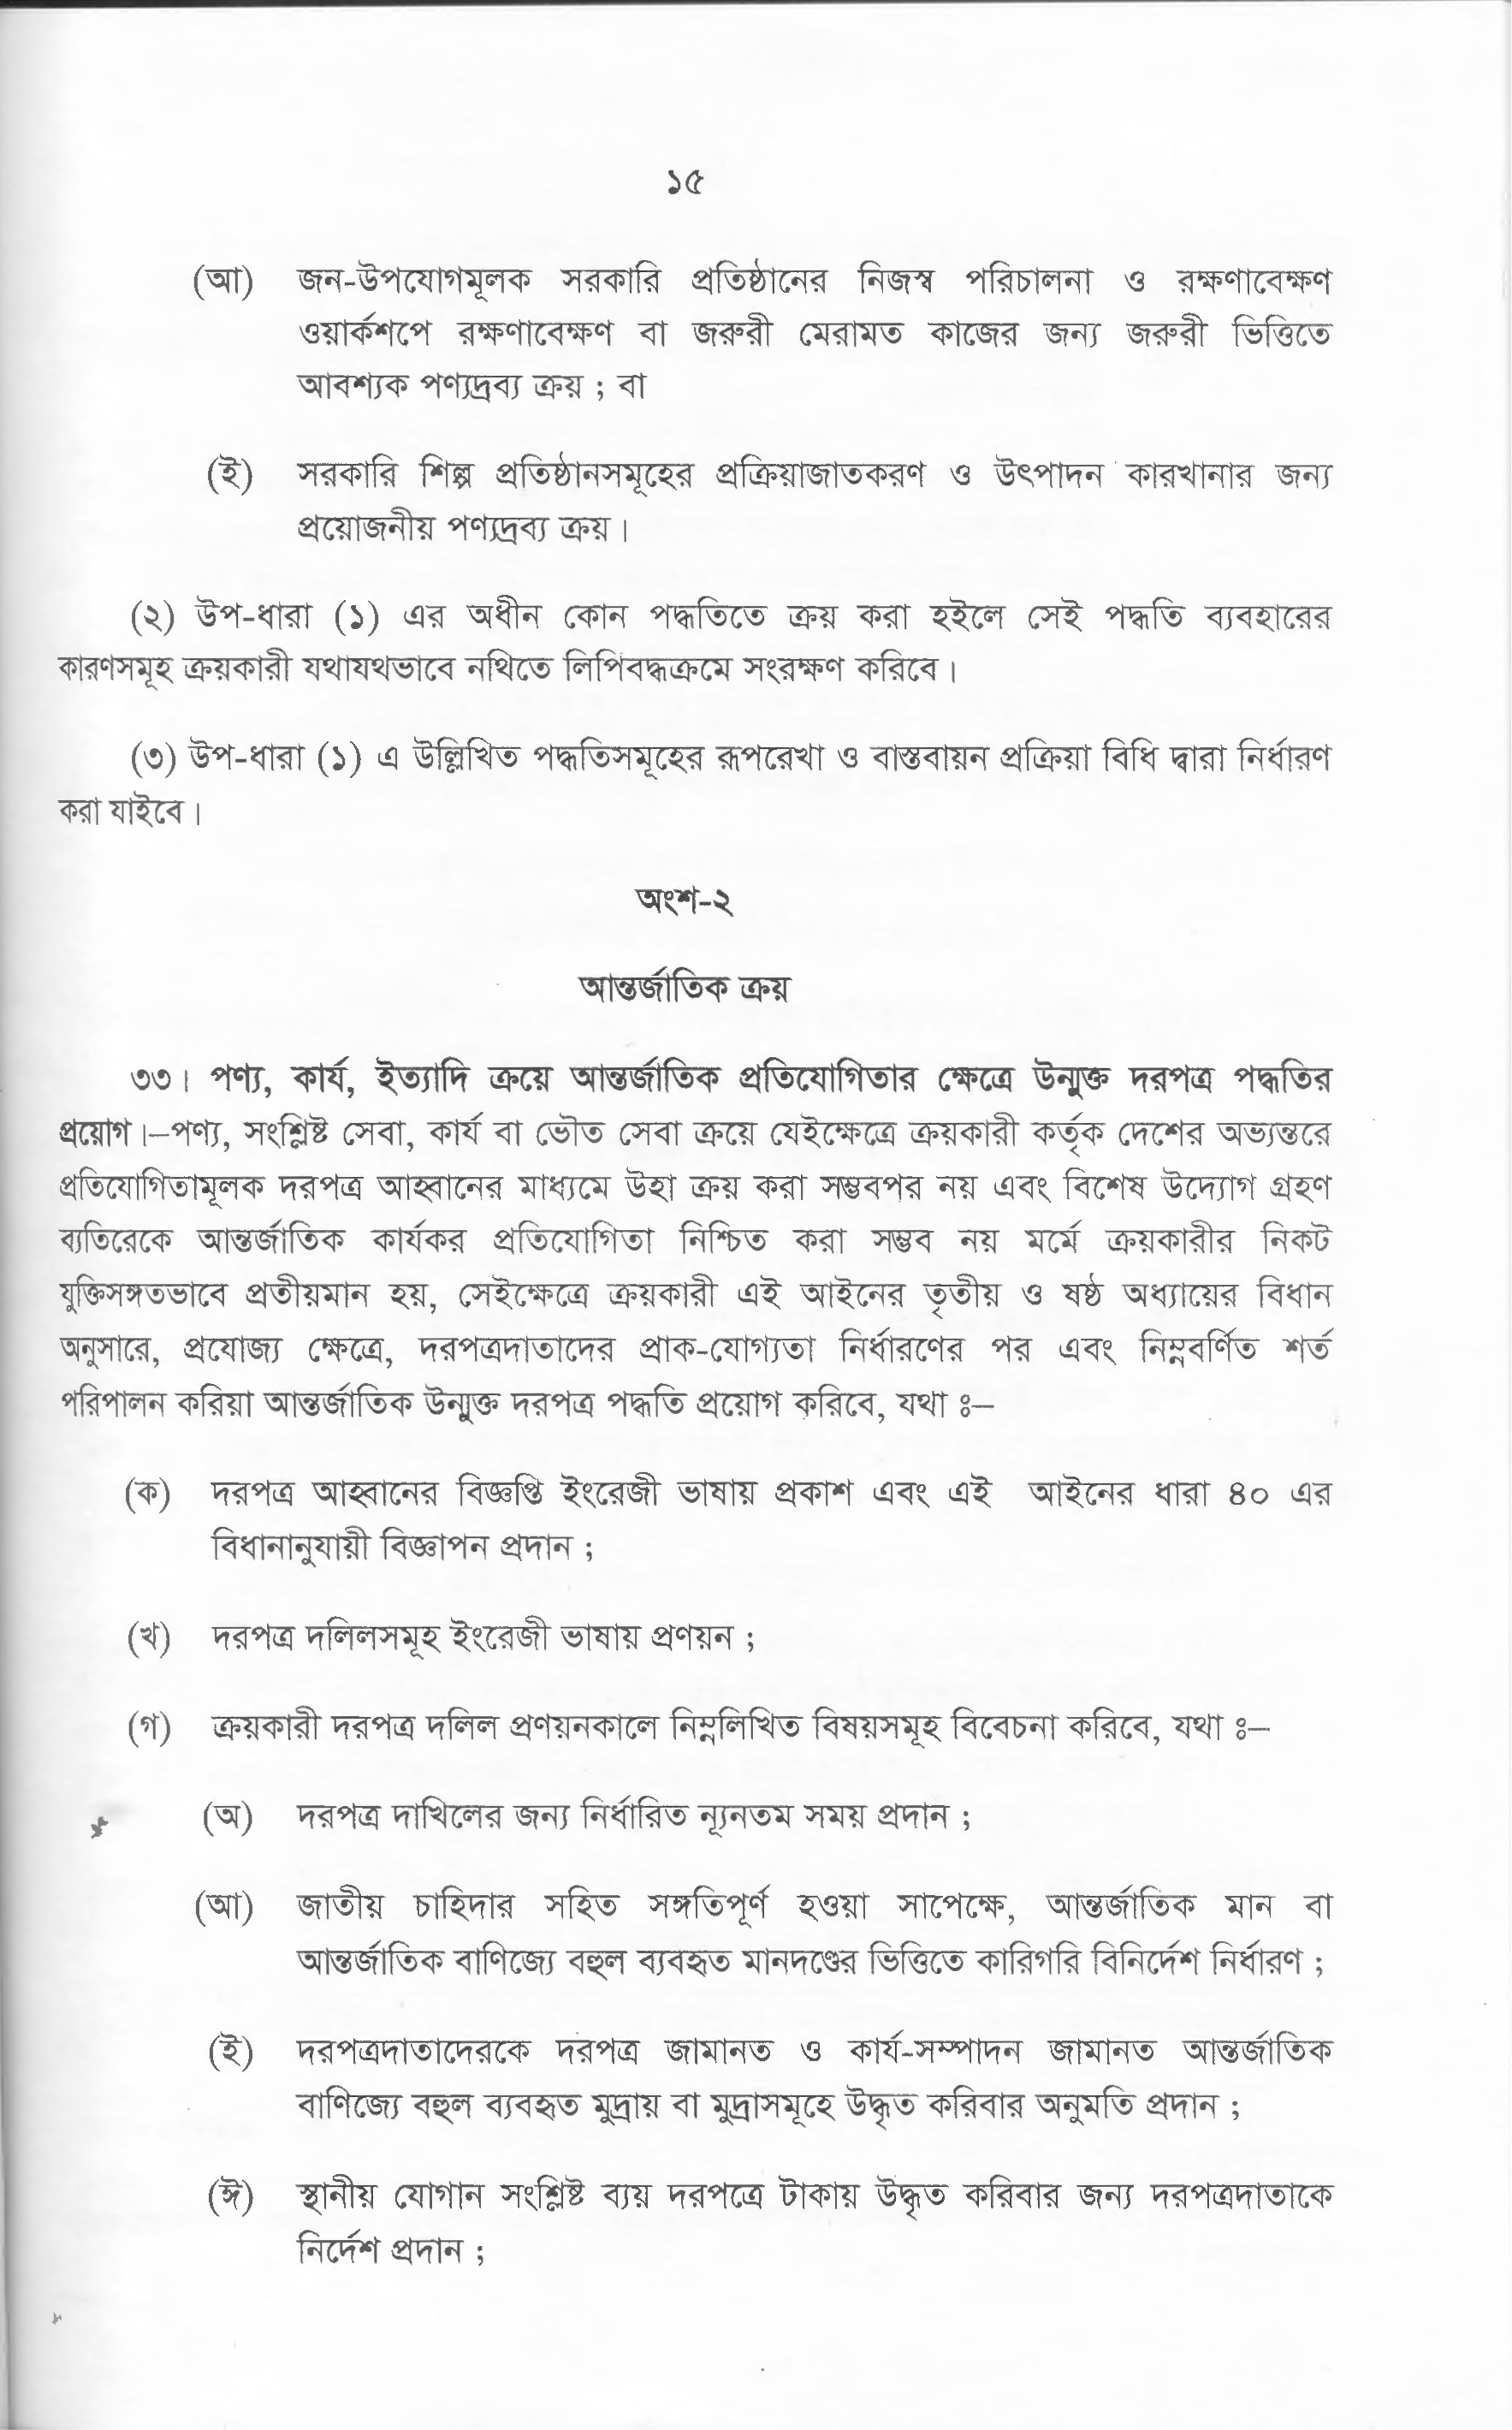 ১৫
(আ) জন-উপযোগমূলক সরকারি প্রতিষ্ঠানের নিজস্ব পরিচালনা ও রক্ষণাবেক্ষণ
ওয়ার্কশপে রক্ষণাবেক্ষণ বা জরুরী মেরামত কাজের জন্য জরুরী ভিত্তিতে
আবশ্যক পণ্যদ্রব্য ক্রয় ; বা
(ই) সরকারি শিল্প প্রতিষ্ঠানসমূহের প্রক্রিয়াজাতকরণ ও উৎপাদন কারখানার জন্য
প্রয়োজনীয় পণ্যদ্রব্য ক্রয় ।
(২) উপ-ধারা (১) এর অধীন কোন পদ্ধতিতে ক্রয় করা হইলে সেই পদ্ধতি ব্যবহারের
কারণসমূহ ক্রয়কারী যথাযথভাবে নথিতে লিপিবদ্ধক্রমে সংরক্ষণ করিবে ।
(৩) উপ-ধারা (১) এ উল্লিখিত পদ্ধতিসমূহের রূপরেখা ও বাস্তবায়ন প্রক্রিয়া বিধি দ্বারা নির্ধারণ
করা যাইবে ।
অংশ-২
আন্তর্জাতিক ক্রয়
৩৩। পণ্য, কার্য, ইত্যাদি ক্রয়ে আন্তর্জাতিক প্রতিযোগিতার ক্ষেত্রে উন্মুক্ত দরপত্র পদ্ধতির
প্রয়োগ।–পণ্য, সংশ্লিষ্ট সেবা, কার্য বা ভৌত সেবা ক্রয়ে যেইক্ষেত্রে ক্রয়কারী কর্তৃক দেশের অভ্যন্তরে
প্রতিযোগিতামূলক দরপত্র আহ্বানের মাধ্যমে উহা ক্রয় করা সম্ভবপর নয় এবং বিশেষ উদ্যোগ গ্রহণ
ব্যতিরেকে আন্তর্জাতিক কার্যকর প্রতিযোগিতা নিশ্চিত করা সম্ভব নয় মর্মে ক্রয়কারীর নিকট
যুক্তিসঙ্গতভাবে প্রতীয়মান হয়, সেইক্ষেত্রে ক্রয়কারী এই আইনের তৃতীয় ও ষষ্ঠ অধ্যায়ের বিধান
অনুসারে, প্রযোজ্য ক্ষেত্রে, দরপত্রদাতাদের প্রাক-যোগ্যতা নির্ধারণের পর এবং নিম্নবর্ণিত শর্ত
পরিপালন করিয়া আন্তর্জাতিক উন্মুক্ত দরপত্র পদ্ধতি প্রয়োগ করিবে, যথা ঃ–
(ক) দরপত্র আহ্বানের বিজ্ঞপ্তি ইংরেজী ভাষায় প্রকাশ এবং এই আইনের ধারা ৪০ এর
বিধানানুযায়ী বিজ্ঞাপন প্রদান ;
(খ) দরপত্র দলিলসমূহ ইংরেজী ভাষায় প্রণয়ন ;
(গ) ক্রয়কারী দরপত্র দলিল প্রণয়নকালে নিম্নলিখিত বিষয়সমূহ বিবেচনা করিবে, যথা ঃ–
(অ) দরপত্র দাখিলের জন্য নির্ধারিত ন্যূনতম সময় প্রদান ;
(আ) জাতীয় চাহিদার সহিত সঙ্গতিপূর্ণ হওয়া সাপেক্ষে, আন্তর্জাতিক মান বা
আন্তর্জাতিক বাণিজ্যে বহুল ব্যবহৃত মানদণ্ডের ভিত্তিতে কারিগরি বিনির্দেশ নির্ধারণ ;
(ই) দরপত্রদাতাদেরকে দরপত্র জামানত ও কার্য-সম্পাদন জামানত আন্তর্জাতিক
বাণিজ্যে বহুল ব্যবহৃত মুদ্রায় বা মুদ্রাসমূহে উদ্ধৃত করিবার অনুমতি প্রদান ;
(ঈ) স্থানীয় যোগান সংশ্লিষ্ট ব্যয় দরপত্রে টাকায় উদ্ধৃত করিবার জন্য দরপত্রদাতাকে
নির্দেশ প্রদান ;